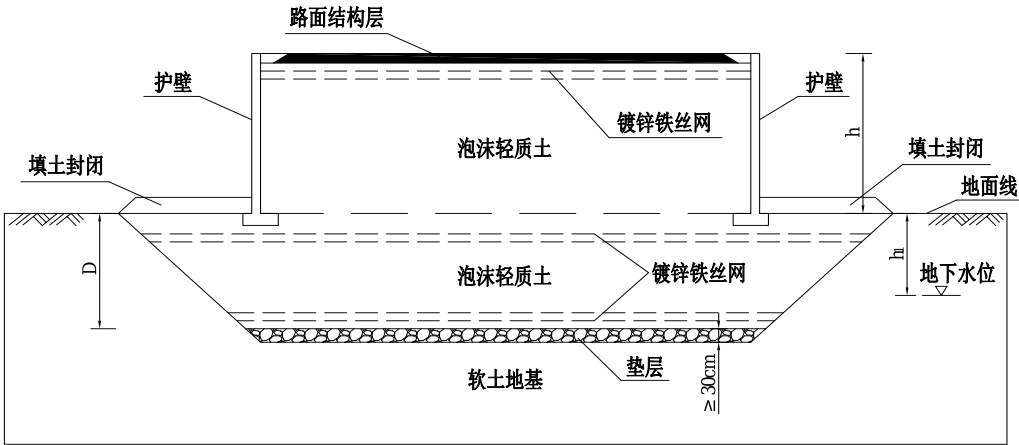 路面结构层
护壁
护壁
镀锌铁丝网
h
泡沫轻质土
填土封闭
填土封闭
地面线
D
h₁
泡沫轻质土
镀锌铁丝网
地下水位
垫层
≥30cm
软土地基